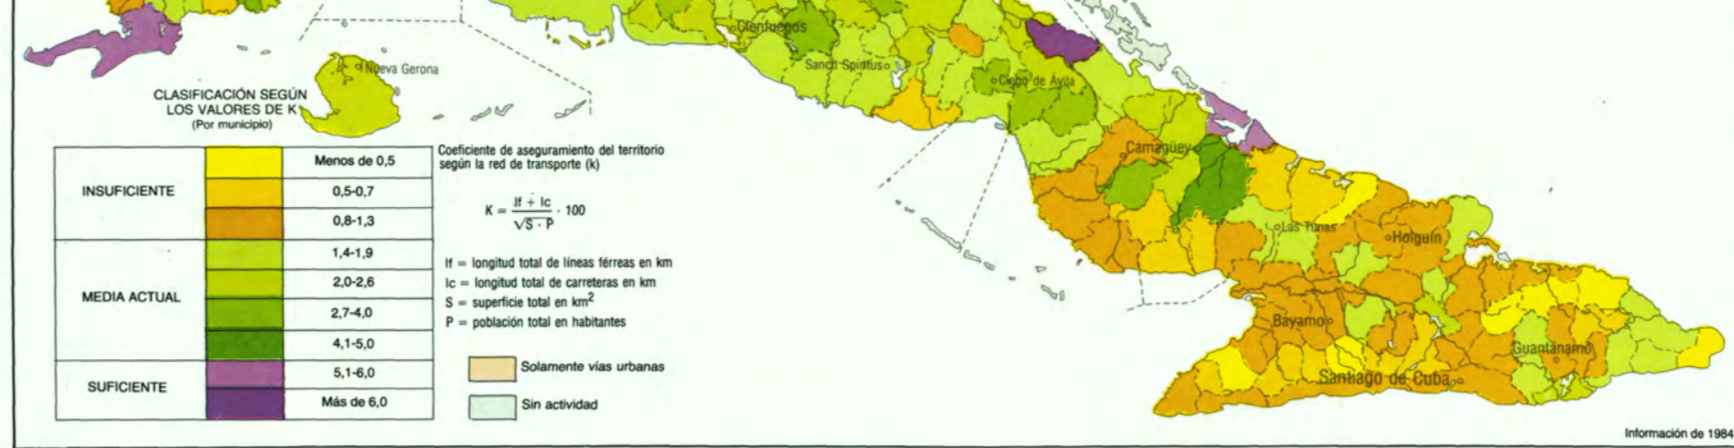 Cienfuegos
Sancti Spíritus
Ciego de Ávila
Nueva Gerona
CLASIFICACIÓN SEGÚN
LOS VALORES DE K
(Por municipio)
Camagüey
Las Tunas
Holguín
Bayamo
Guantánamo
Santiago de Cuba
INSUFICIENTE
Menos de 0,5
0,5-0,7
0,8-1,3
MEDIA ACTUAL
1,4-1,9
2,0-2,6
2,7-4,0
4,1-5,0
SUFICIENTE
5,1-6,0
Más de 6,0
Coeficiente de aseguramiento del territorio
según la red de transporte (k)
K = (lf + lc) / √S · P · 100
lf = longitud total de líneas férreas en km
lc = longitud total de carreteras en km
S = superficie total en km²
P = población total en habitantes
Solamente vías urbanas
Sin actividad
Información de 1984